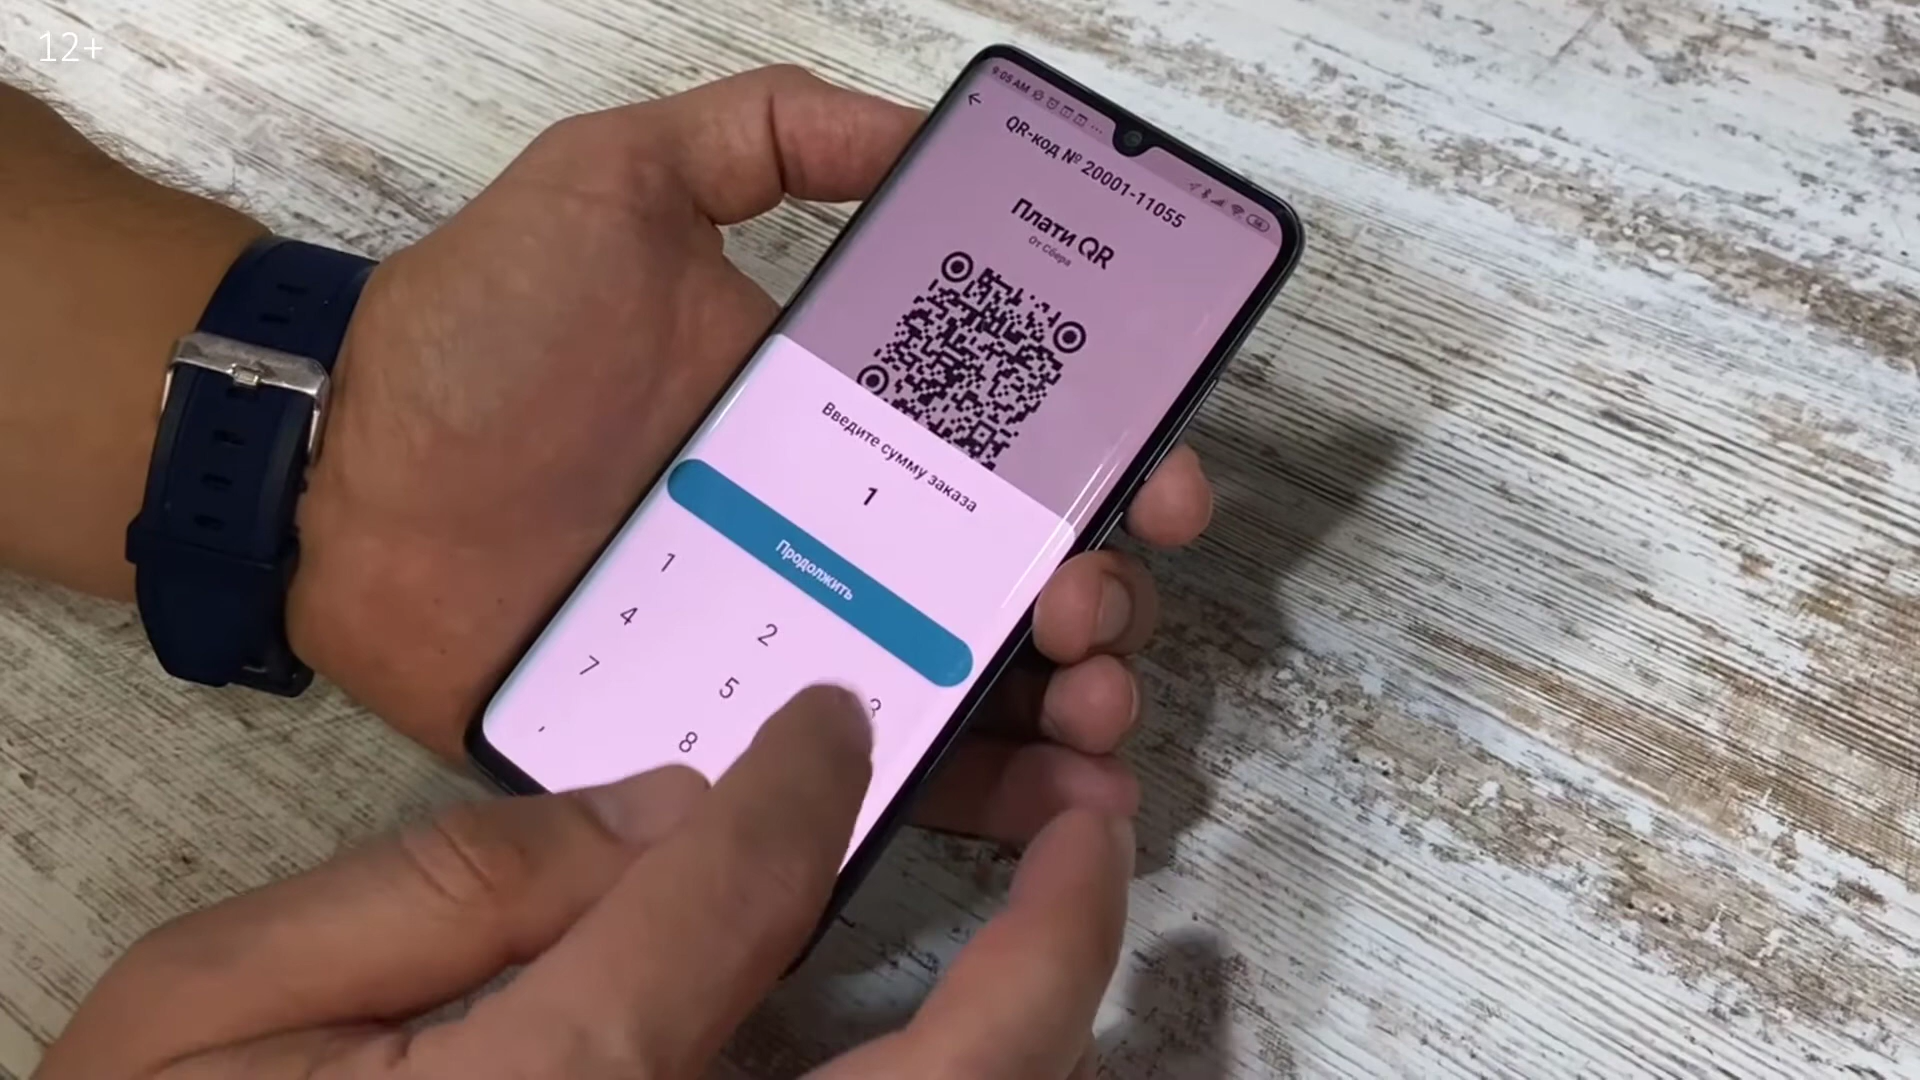 12+
9:05 AM
QR-код № 20001-11055
Плати QR
От Сбера
Введите сумму заказа
1
Продолжить
1 2 3
4 5
7 8
,